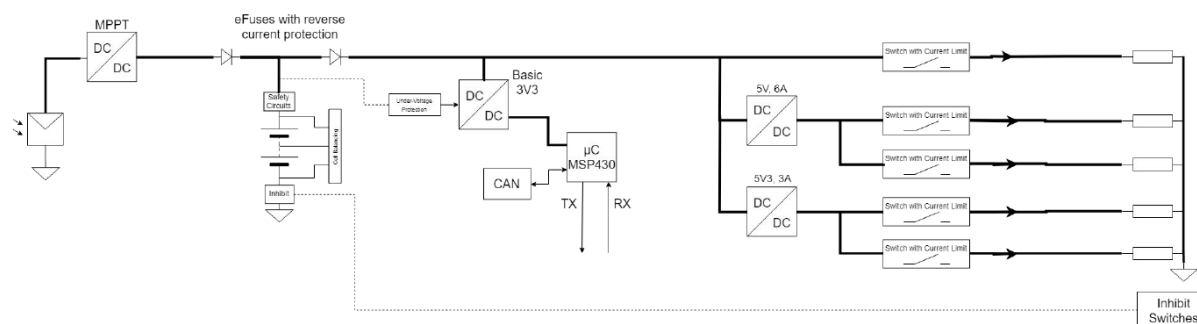 MPPT
DC
DC
eFuses with reverse
current protection
Safety
Circuits
Cell Balancing
Inhibit
Under-Voltage
Protection
Basic
3V3
DC
DC
µC
MSP430
CAN
TX
RX
5V, 6A
DC
DC
5V3, 3A
DC
DC
Switch with Current Limit
Switch with Current Limit
Switch with Current Limit
Switch with Current Limit
Switch with Current Limit
Inhibit
Switches